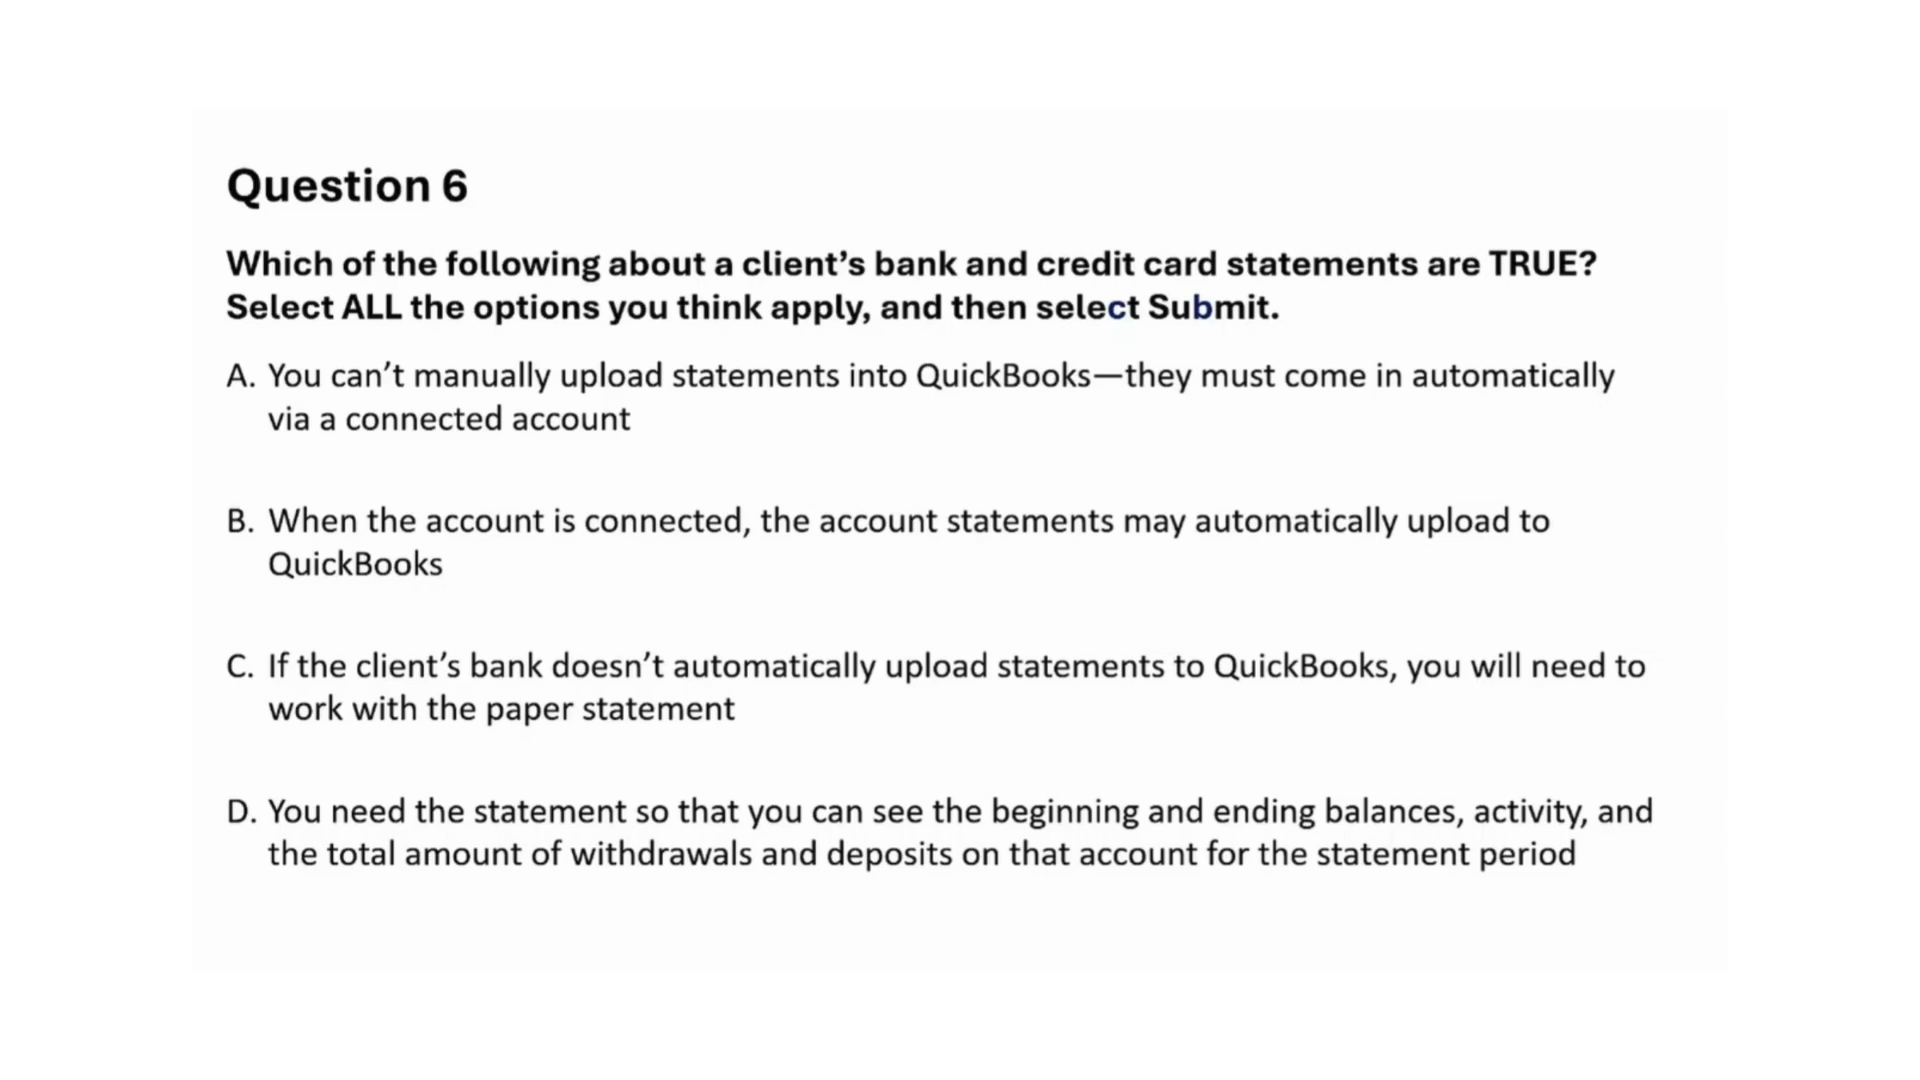 Question 6
Which of the following about a client’s bank and credit card statements are TRUE?
Select ALL the options you think apply, and then select Submit.
A. You can’t manually upload statements into QuickBooks—they must come in automatically
via a connected account
B. When the account is connected, the account statements may automatically upload to
QuickBooks
C. If the client’s bank doesn’t automatically upload statements to QuickBooks, you will need to
work with the paper statement
D. You need the statement so that you can see the beginning and ending balances, activity, and
the total amount of withdrawals and deposits on that account for the statement period